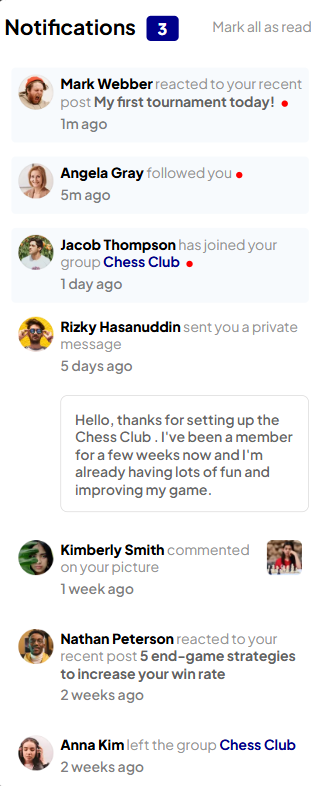 Notifications 3 Mark all as read
Mark Webber reacted to your recent
post My first tournament today!
1m ago
Angela Gray followed you
5m ago
Jacob Thompson has joined your
group Chess Club
1 day ago
Rizky Hasanuddin sent you a private
message
5 days ago
Hello, thanks for setting up the
Chess Club . I've been a member
for a few weeks now and I'm
already having lots of fun and
improving my game.
Kimberly Smith commented
on your picture
1 week ago
Nathan Peterson reacted to your
recent post 5 end-game strategies
to increase your win rate
2 weeks ago
Anna Kim left the group Chess Club
2 weeks ago